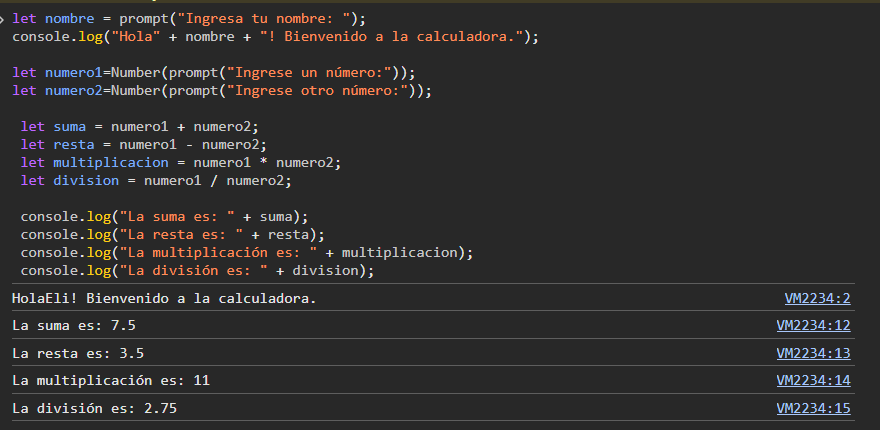 let nombre = prompt("Ingresa tu nombre: ");
console.log("Hola" + nombre + "! Bienvenido a la calculadora.");
let numero1=Number(prompt("Ingrese un número:"));
let numero2=Number(prompt("Ingrese otro número:"));
let suma = numero1 + numero2;
let resta = numero1 - numero2;
let multiplicacion = numero1 * numero2;
let division = numero1 / numero2;
console.log("La suma es: " + suma);
console.log("La resta es: " + resta);
console.log("La multiplicación es: " + multiplicacion);
console.log("La división es: " + division);
HolaEli! Bienvenido a la calculadora. VM2234:2
La suma es: 7.5 VM2234:12
La resta es: 3.5 VM2234:13
La multiplicación es: 11 VM2234:14
La división es: 2.75 VM2234:15